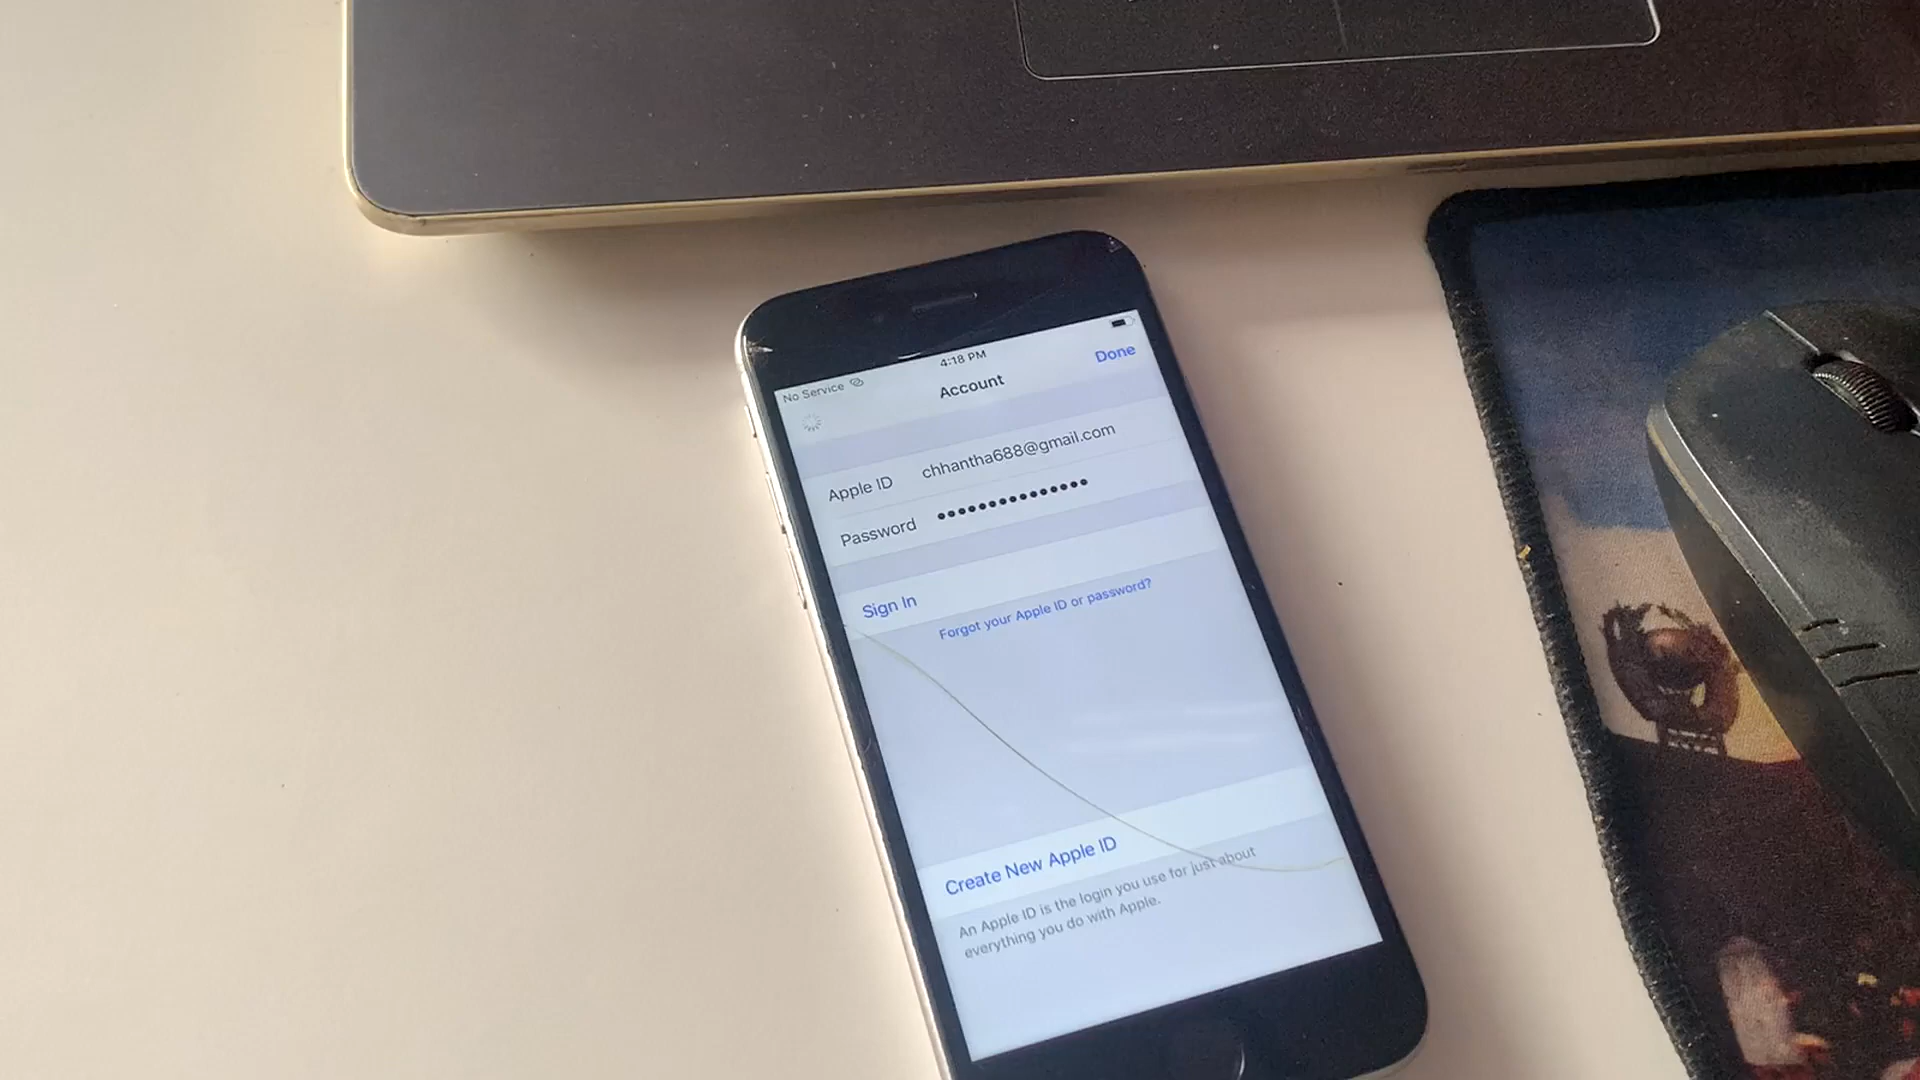 No Service
4:18 PM
Account
Done
Apple ID chhantha688@gmail.com
Password ●●●●●●●●●●●●●●●
Sign In
Forgot your Apple ID or password?
Create New Apple ID
An Apple ID is the login you use for just about
everything you do with Apple.